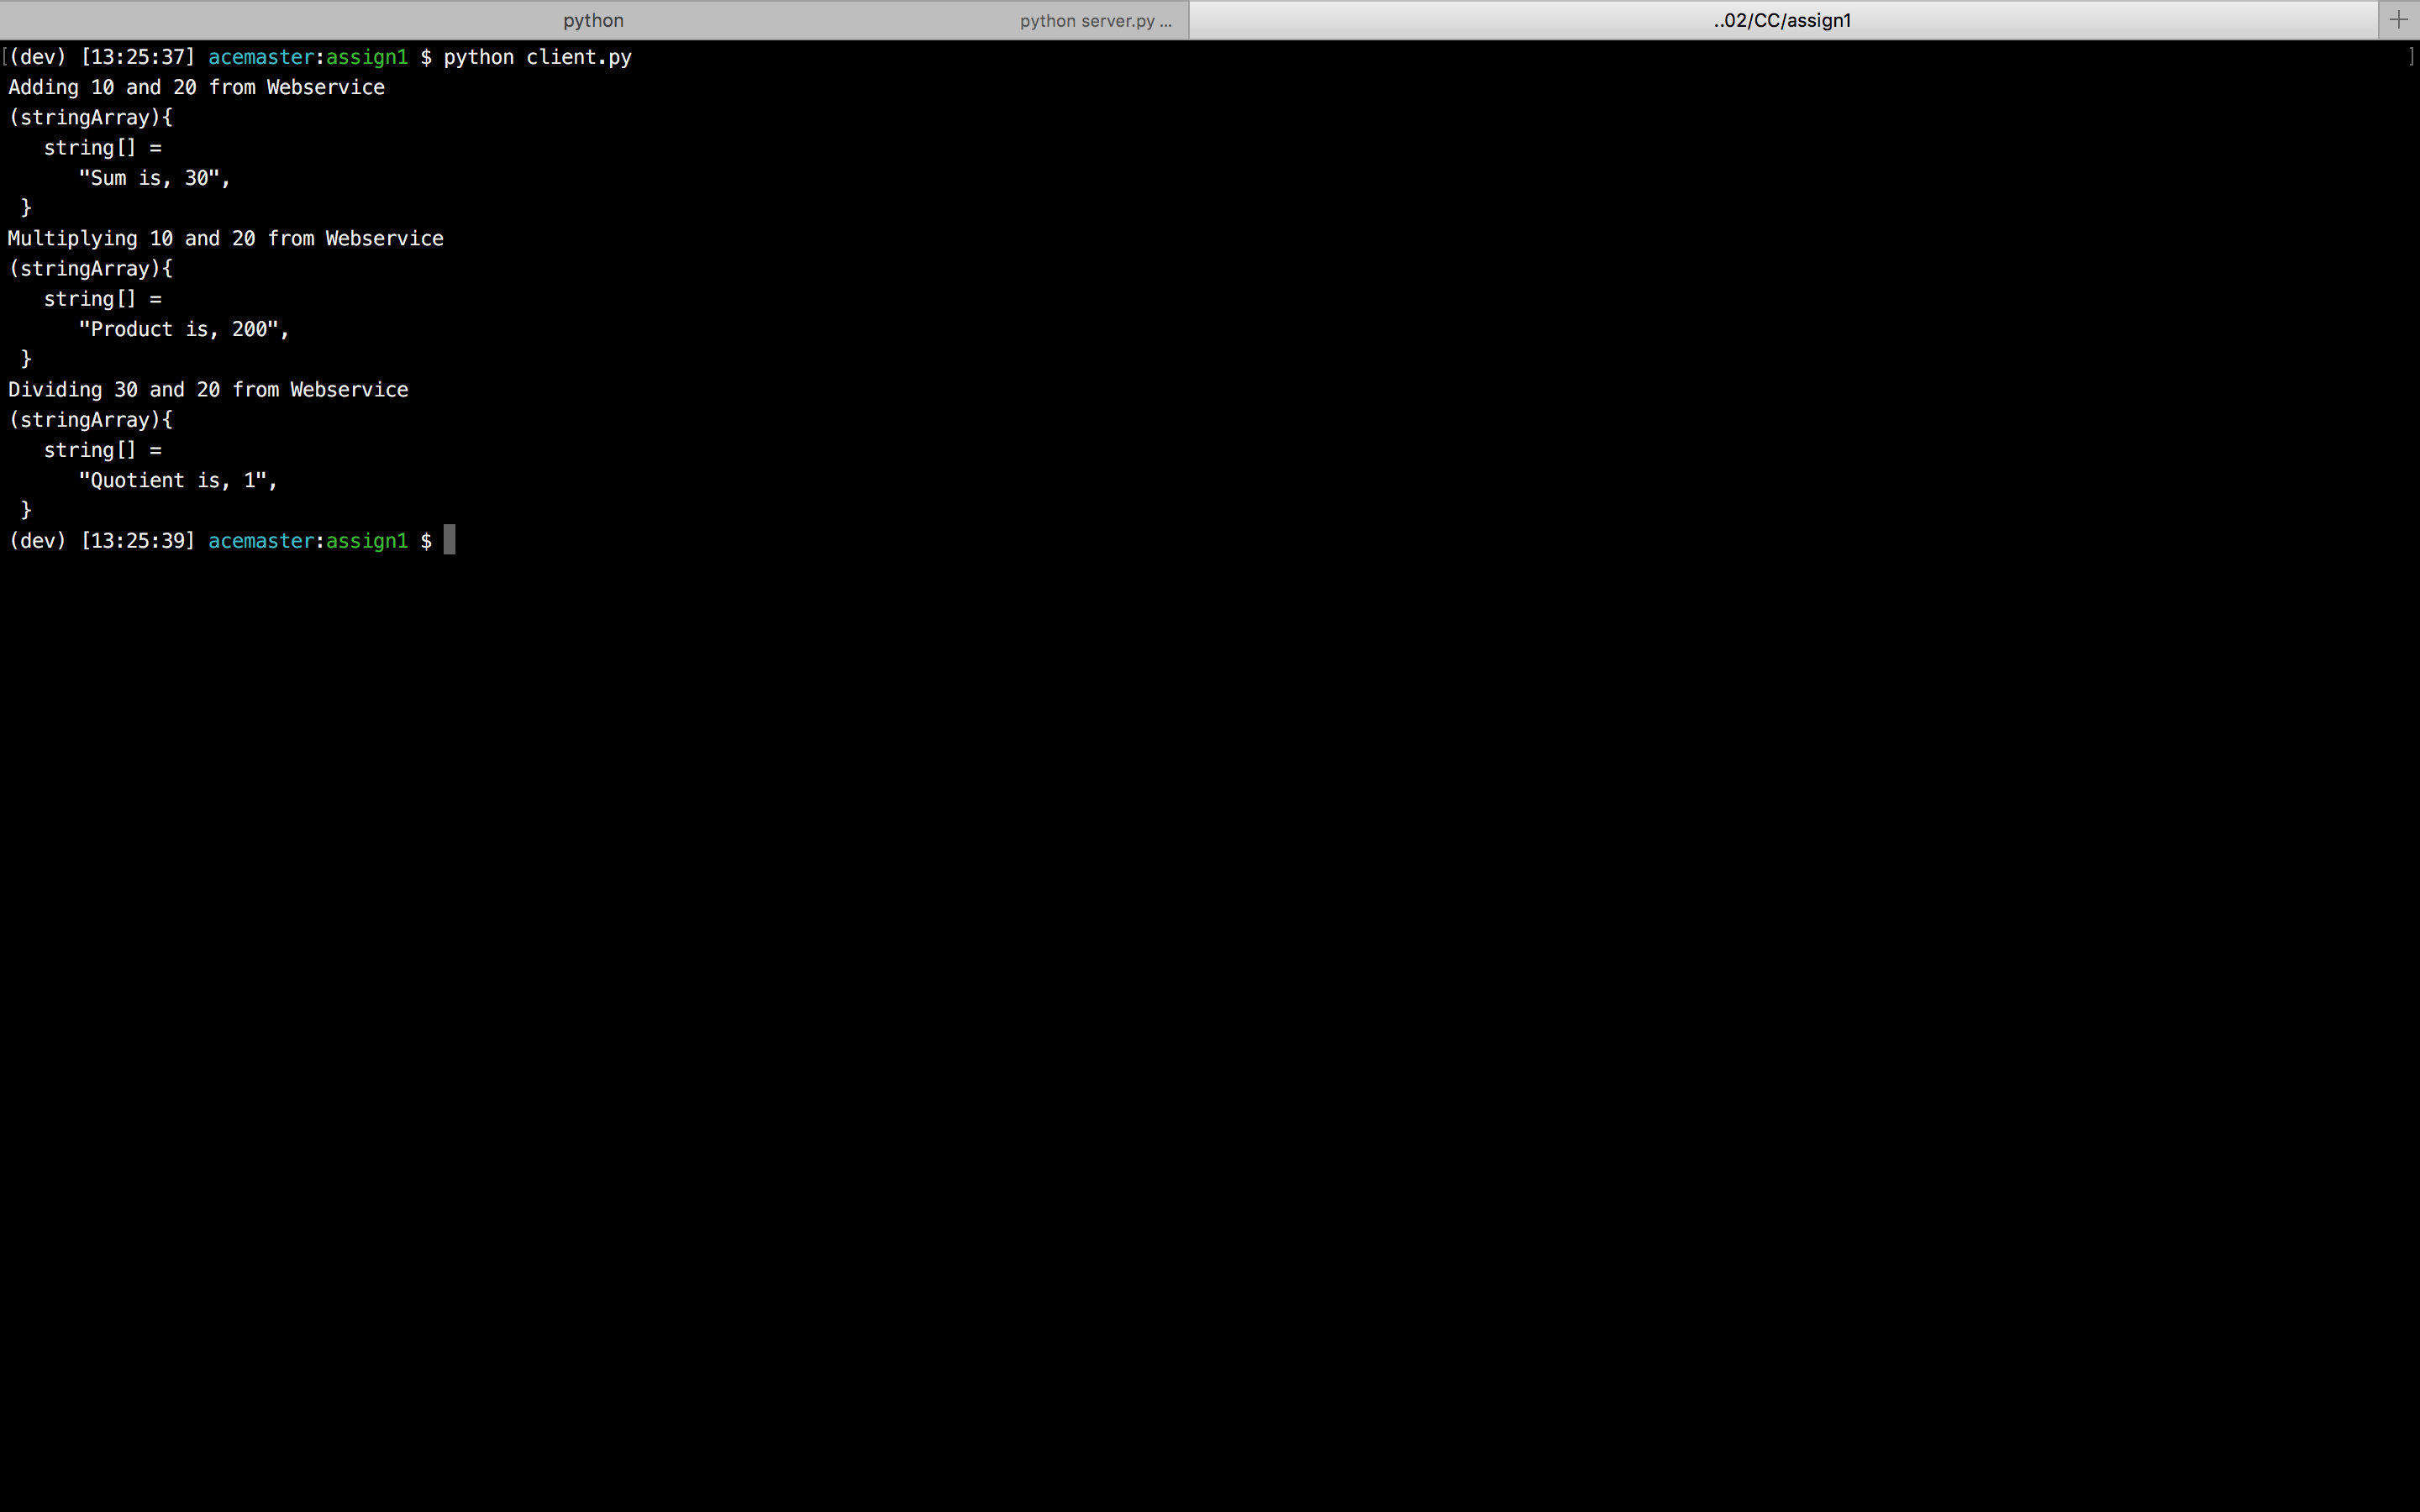 python python server.py ... ..02/CC/assign1 +
[(dev) [13:25:37] acemaster:assign1 $ python client.py ]
Adding 10 and 20 from Webservice
(stringArray){
   string[] =
      "Sum is, 30",
 }
Multiplying 10 and 20 from Webservice
(stringArray){
   string[] =
      "Product is, 200",
 }
Dividing 30 and 20 from Webservice
(stringArray){
   string[] =
      "Quotient is, 1",
 }
(dev) [13:25:39] acemaster:assign1 $